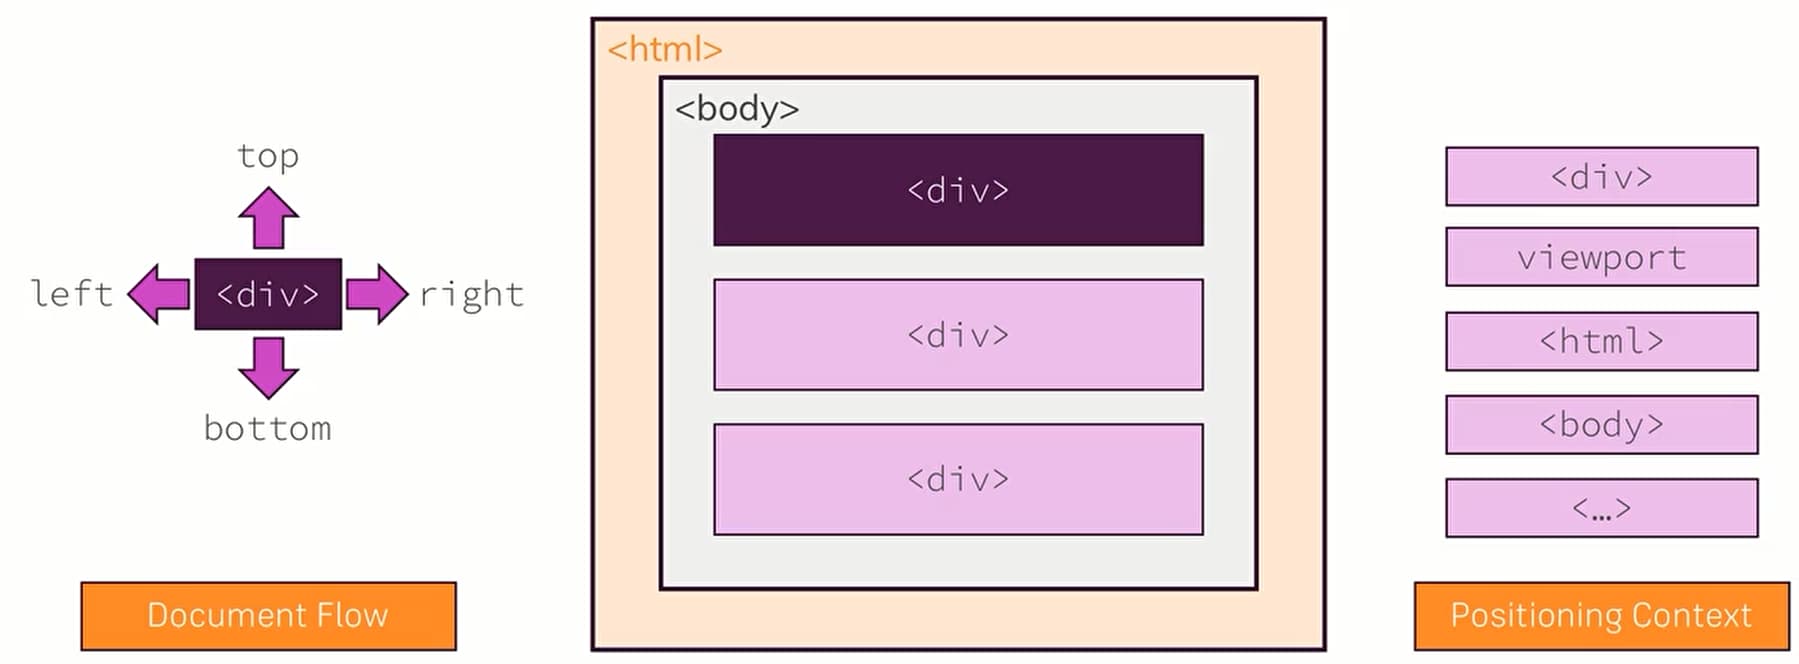 top
left
<div>
right
bottom
Document Flow
<html>
<body>
<div>
<div>
<div>
<div>
viewport
<html>
<body>
<...>
Positioning Context